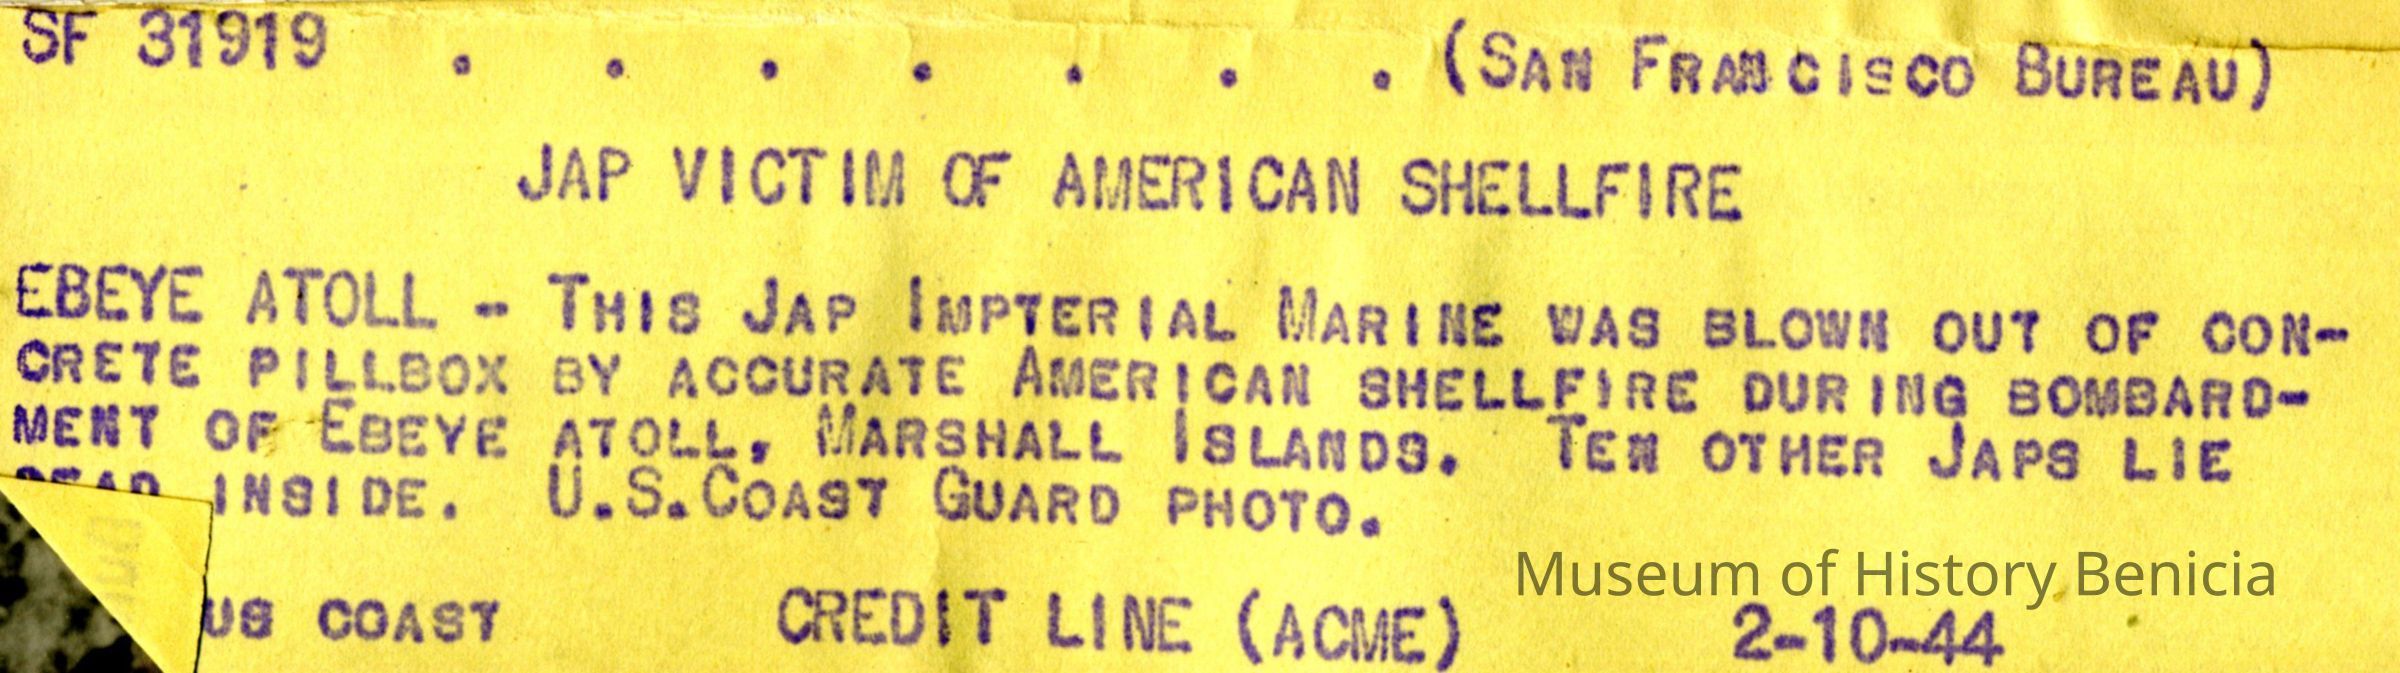 SF 31919 . . . . . . . (San Francisco Bureau)
JAP VICTIM OF AMERICAN SHELLFIRE
EBEYE ATOLL - This Jap Impterial Marine was blown out of con-
crete pillbox by accurate American shellfire during bombard-
ment of Ebeye atoll, Marshall Islands. Ten other Japs lie
dead inside. U.S.Coast Guard photo.
Museum of History Benicia
us coast CREDIT LINE (ACME) 2-10-44